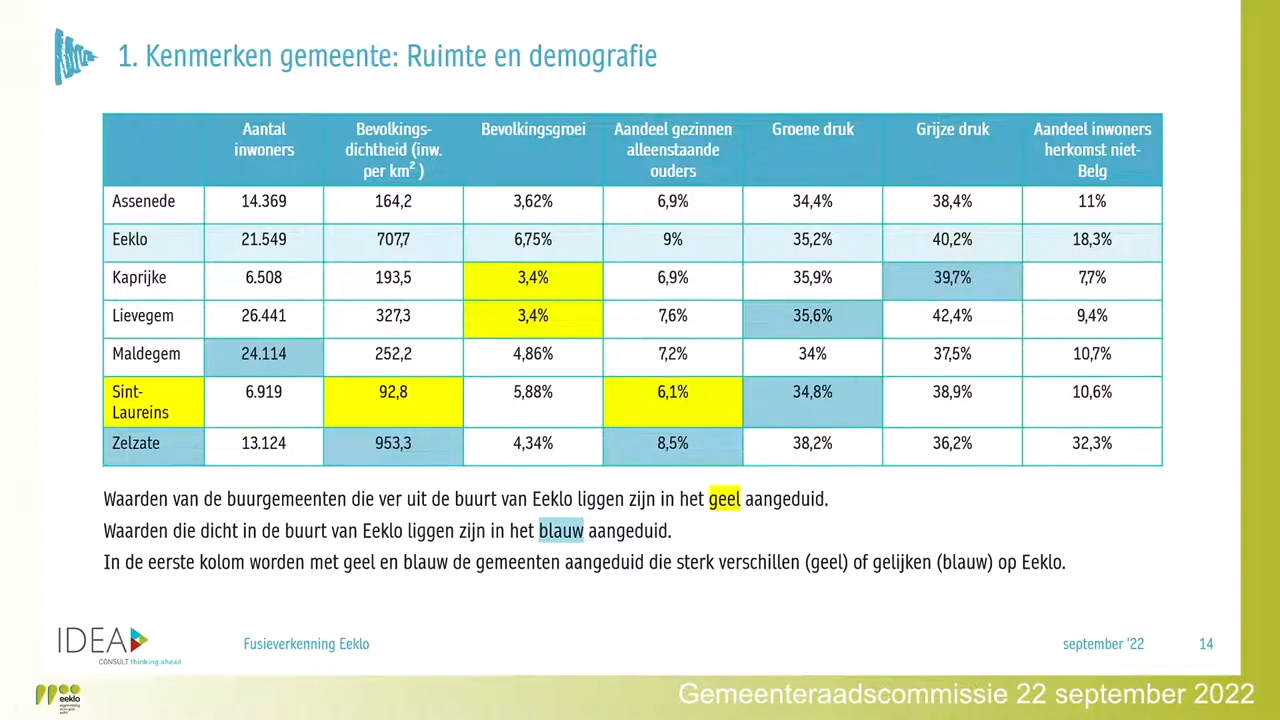 1. Kenmerken gemeente: Ruimte en demografie
Aantal inwoners | Bevolkings-dichtheid (inw. per km²) | Bevolkingsgroei | Aandeel gezinnen alleenstaande ouders | Groene druk | Grijze druk | Aandeel inwoners herkomst niet-Belg
Assenede 14.369 164,2 3,62% 6,9% 34,4% 38,4% 11%
Eeklo 21.549 707,7 6,75% 9% 35,2% 40,2% 18,3%
Kaprijke 6.508 193,5 3,4% 6,9% 35,9% 39,7% 7,7%
Lievegem 26.441 327,3 3,4% 7,6% 35,6% 42,4% 9,4%
Maldegem 24.114 252,2 4,86% 7,2% 34% 37,5% 10,7%
Sint-Laureins 6.919 92,8 5,88% 6,1% 34,8% 38,9% 10,6%
Zelzate 13.124 953,3 4,34% 8,5% 38,2% 36,2% 32,3%
Waarden van de buurgemeenten die ver uit de buurt van Eeklo liggen zijn in het geel aangeduid.
Waarden die dicht in de buurt van Eeklo liggen zijn in het blauw aangeduid.
In de eerste kolom worden met geel en blauw de gemeenten aangeduid die sterk verschillen (geel) of gelijken (blauw) op Eeklo.
IDEA
CONSULT thinking ahead
Fusieverkenning Eeklo
september '22
14
eeklo
Gemeenteraadscommissie 22 september 2022